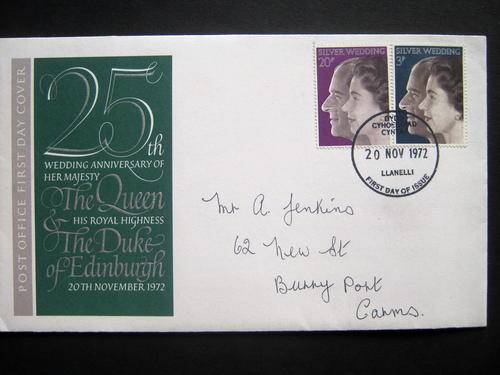 POST OFFICE FIRST DAY COVER
25th
WEDDING ANNIVERSARY OF
HER MAJESTY
The Queen
& HIS ROYAL HIGHNESS
The Duke
of Edinburgh
20TH NOVEMBER 1972
SILVER WEDDING
20P
SILVER WEDDING
3P
CYHOEDDIAD
20 NOV 1972
LLANELLI
FIRST DAY OF ISSUE
Mr A. Jenkins
62 New St
Burry Port
Carms.